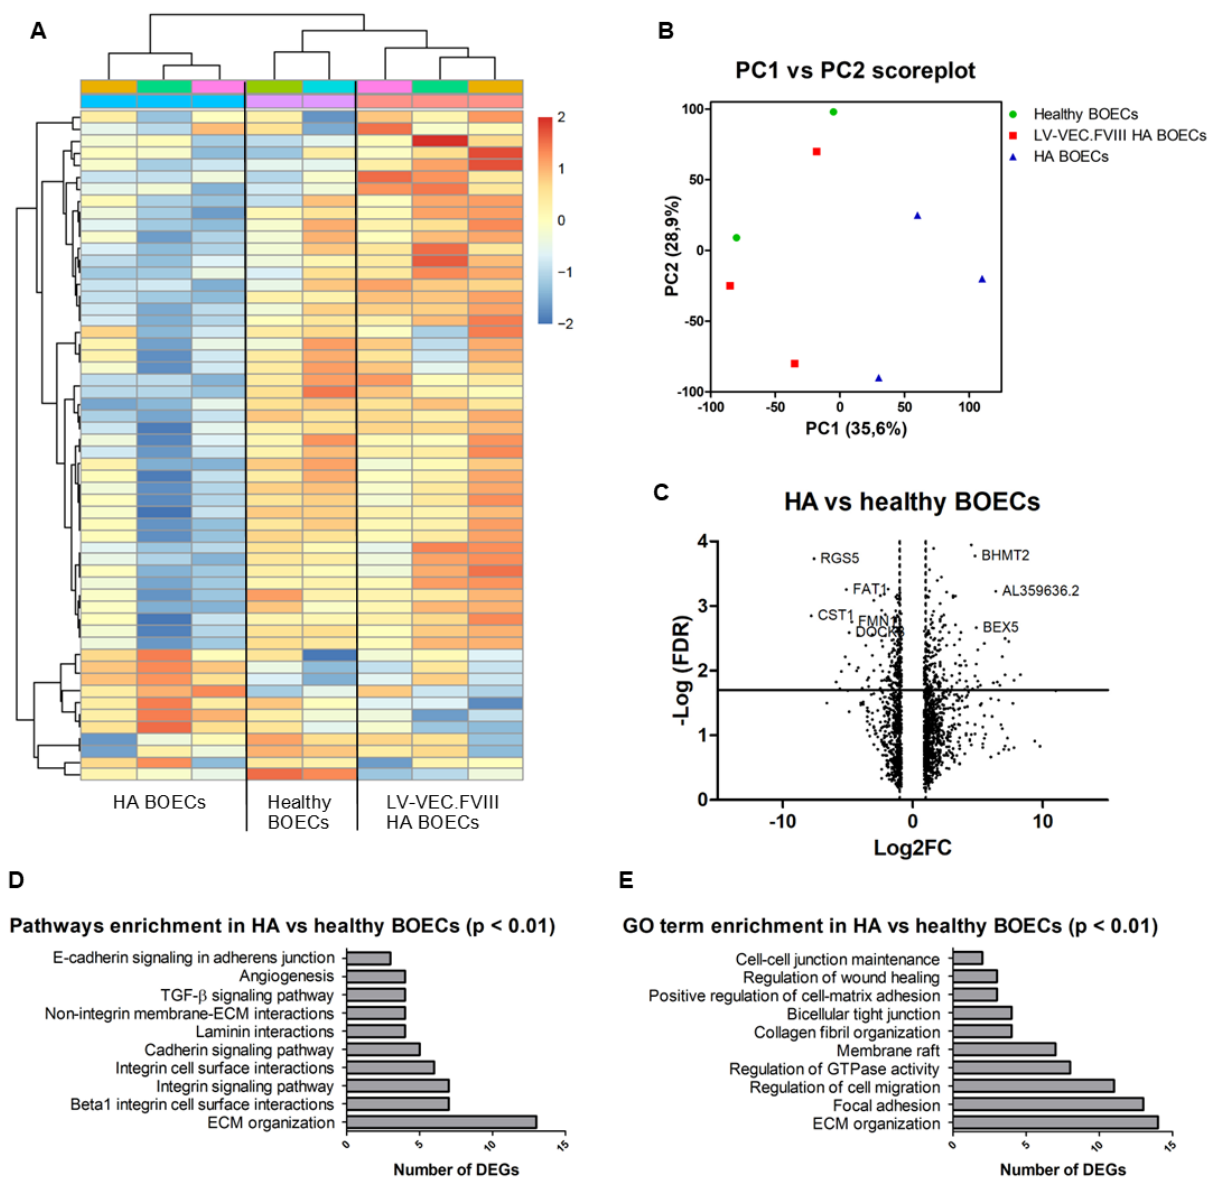 A
2
1
0
−1
−2
HA BOECs
Healthy
BOECs
LV-VEC.FVIII
HA BOECs
B
PC1 vs PC2 scoreplot
100
50
0
-50
-100
PC2 (28,9%)
-100
-50
0
50
100
PC1 (35,6%)
Healthy BOECs
LV-VEC.FVIII HA BOECs
HA BOECs
C
HA vs healthy BOECs
4
3
2
1
0
-Log (FDR)
RGS5
BHMT2
FAT1
AL359636.2
CST1
FMN1
BEX5
-10
0
10
Log2FC
D
Pathways enrichment in HA vs healthy BOECs (p < 0.01)
E-cadherin signaling in adherens junction
Angiogenesis
TGF-β signaling pathway
Non-integrin membrane-ECM interactions
Laminin interactions
Cadherin signaling pathway
Integrin cell surface interactions
Integrin signaling pathway
Beta1 integrin cell surface interactions
ECM organization
0
5
10
15
Number of DEGs
E
GO term enrichment in HA vs healthy BOECs (p < 0.01)
Cell-cell junction maintenance
Regulation of wound healing
Positive regulation of cell-matrix adhesion
Bicellular tight junction
Collagen fibril organization
Membrane raft
Regulation of GTPase activity
Regulation of cell migration
Focal adhesion
ECM organization
0
5
10
15
Number of DEGs